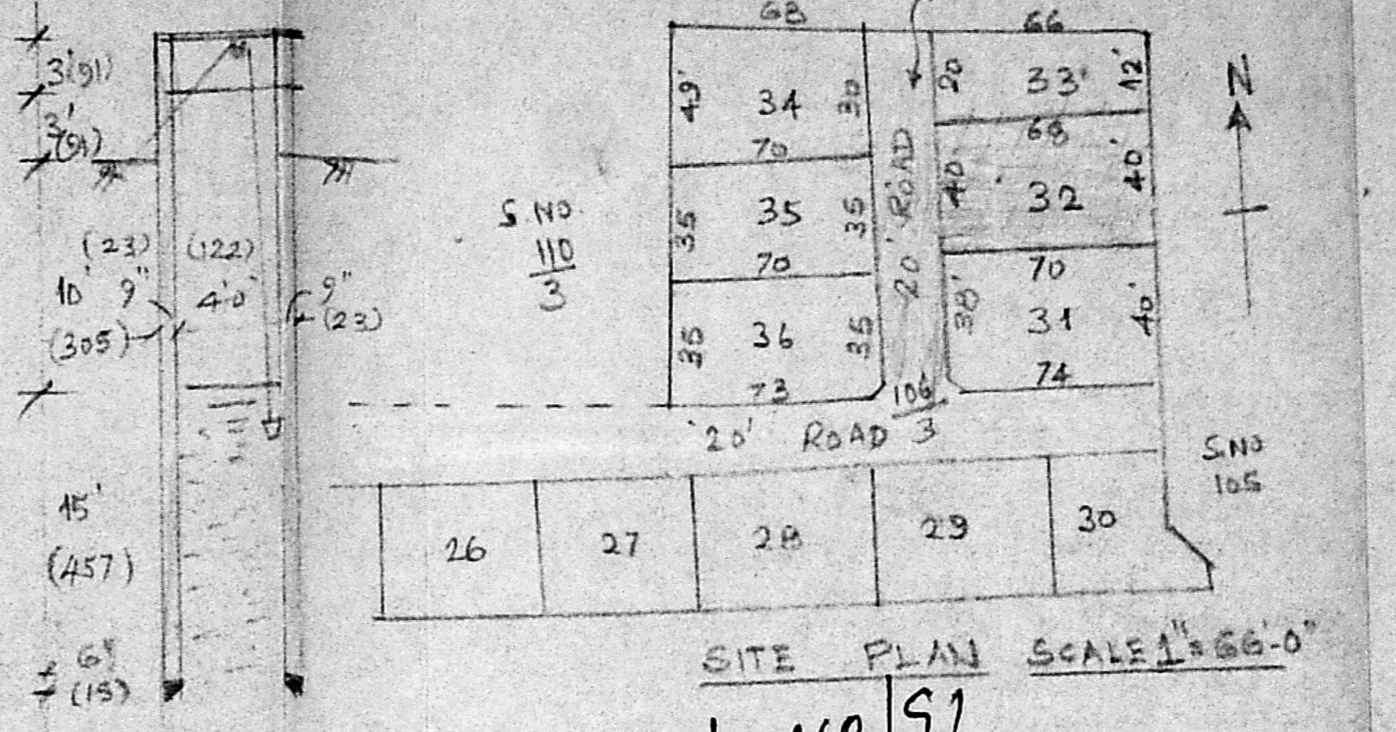 3'(91)
3'
(91)
(23) (122)
10' 9" 4'0" 9"
(305) (23)
15'
(457)
6"
(15)
S.NO.
110
3
68
49' 34 30
70
35 35 35
70
35 36 35
73
20' ROAD
66
20 33 12'
68
40 32 40'
70
38' 31 40'
74
N
106
3
20' ROAD
S.NO
105
26 27 28 29 30
SITE PLAN SCALE 1"=66'-0"